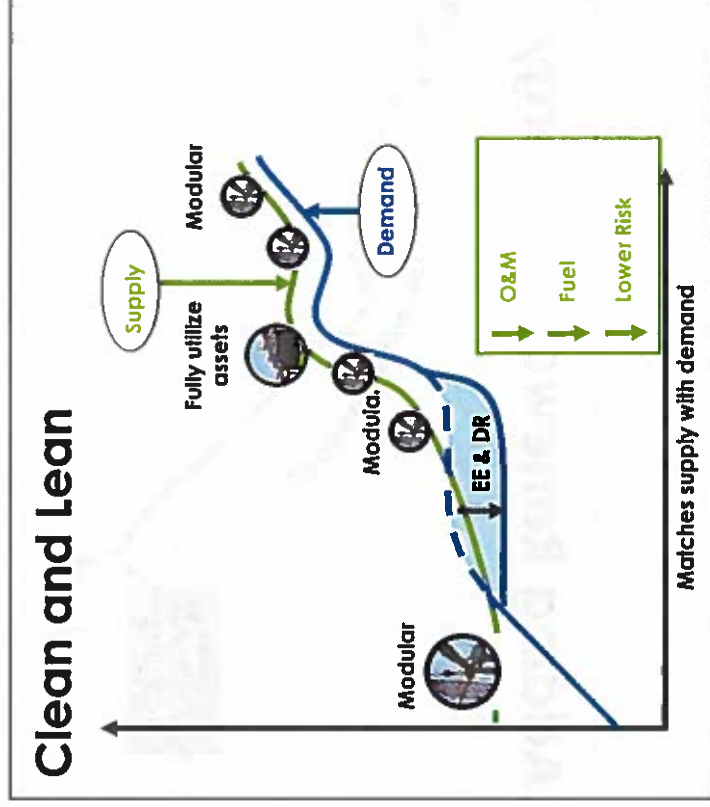 Clean and Lean
Supply
Modular
Fully utilize
assets
Modula.
Modular
Demand
EE & DR
O&M
Fuel
Lower Risk
Matches supply with demand